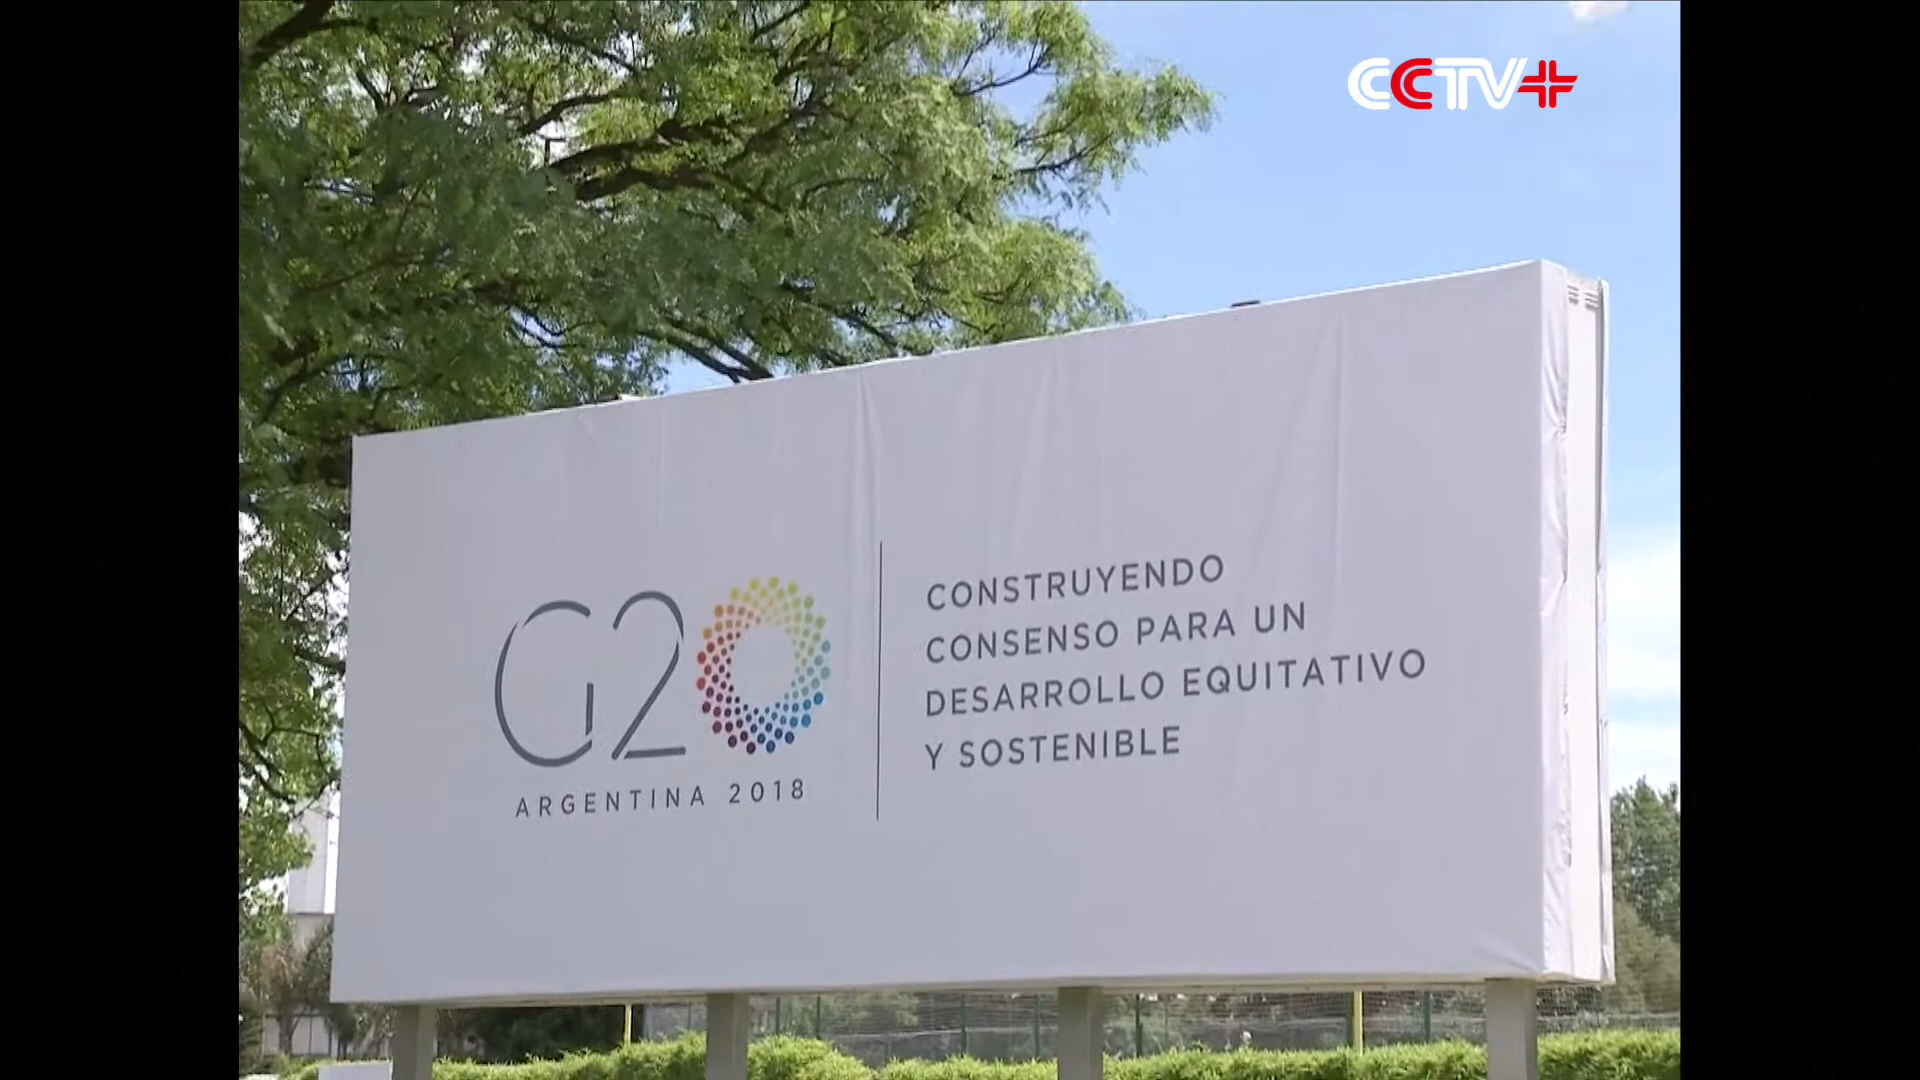 CCTV+
G20
ARGENTINA 2018
CONSTRUYENDO
CONSENSO PARA UN
DESARROLLO EQUITATIVO
Y SOSTENIBLE